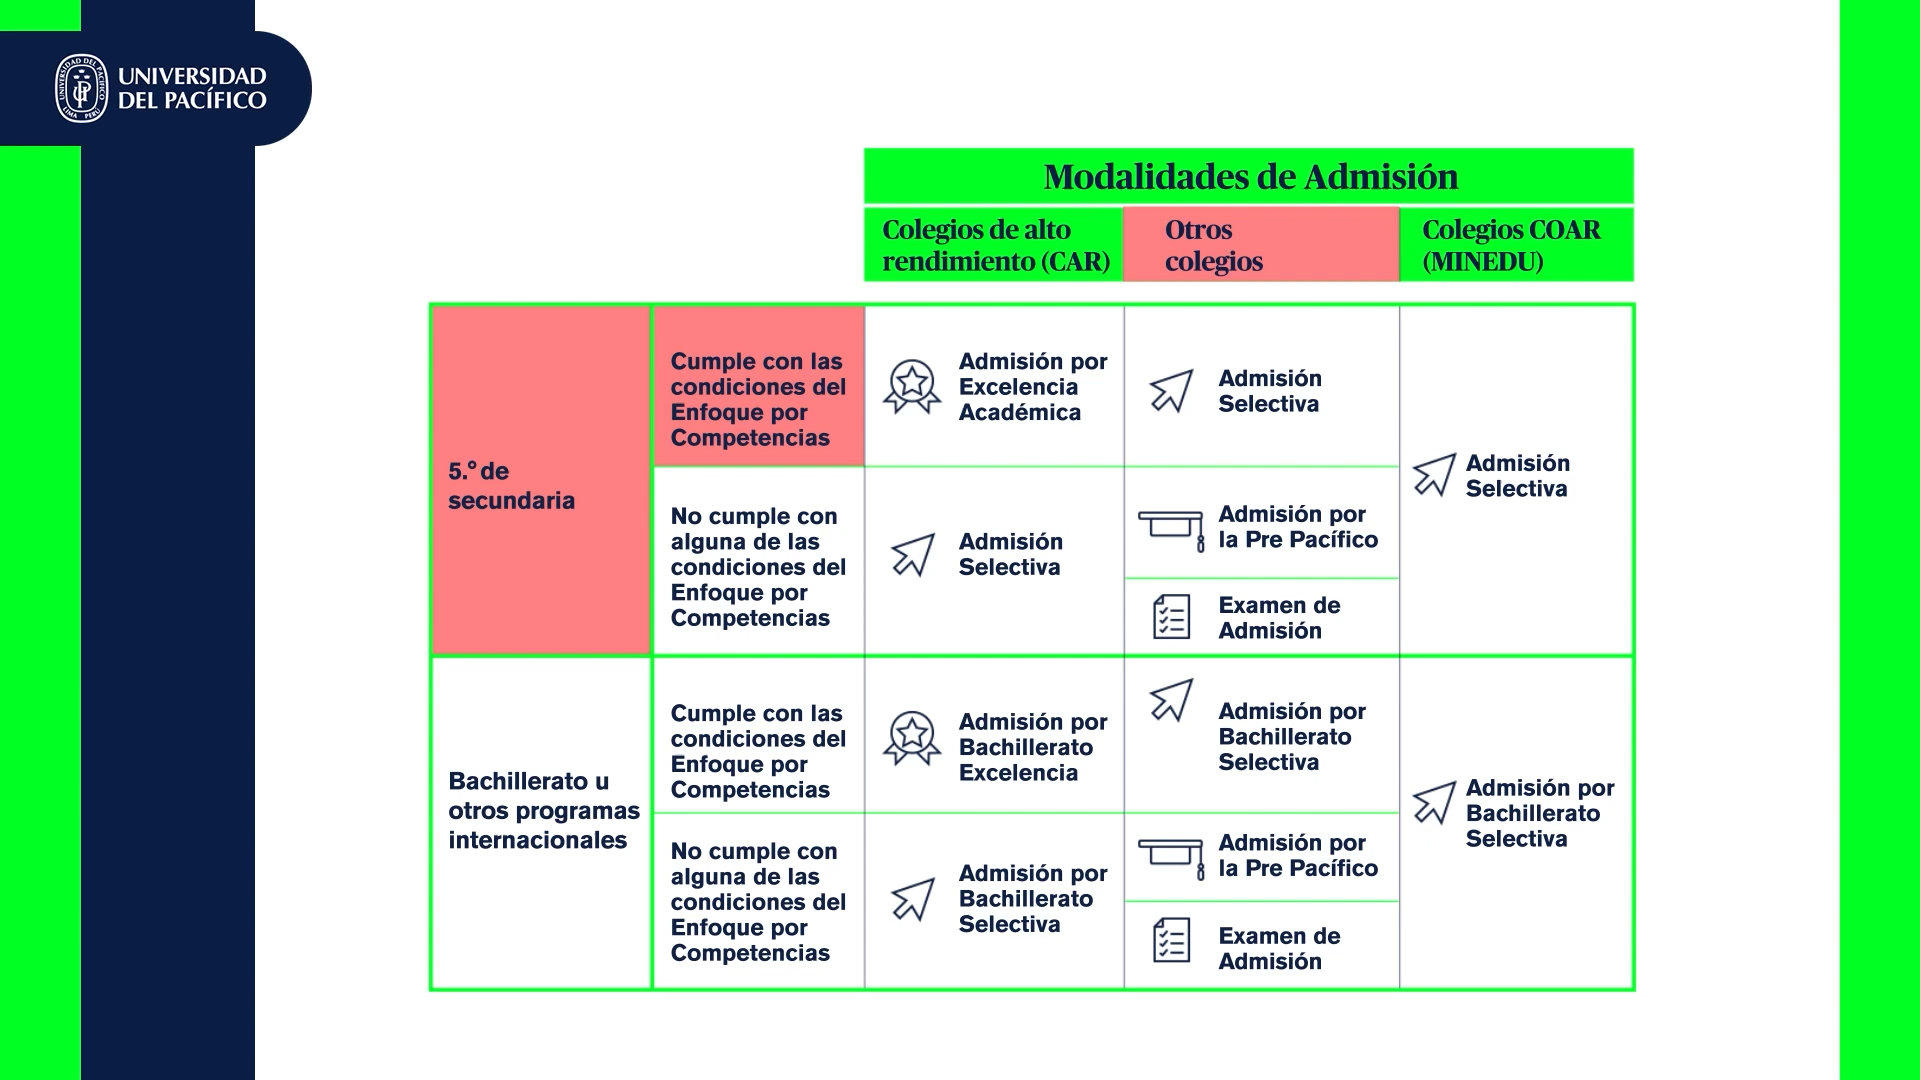 UNIVERSIDAD
DEL PACÍFICO
UNIVERSIDAD DEL PACÍFICO
LIMA PERÚ
Modalidades de Admisión
Colegios de alto
rendimiento (CAR)
Otros
colegios
Colegios COAR
(MINEDU)
5.° de
secundaria
Cumple con las
condiciones del
Enfoque por
Competencias
Admisión por
Excelencia
Académica
Admisión
Selectiva
Admisión
Selectiva
No cumple con
alguna de las
condiciones del
Enfoque por
Competencias
Admisión
Selectiva
Admisión por
la Pre Pacífico
Examen de
Admisión
Bachillerato u
otros programas
internacionales
Cumple con las
condiciones del
Enfoque por
Competencias
Admisión por
Bachillerato
Excelencia
Admisión por
Bachillerato
Selectiva
Admisión por
Bachillerato
Selectiva
No cumple con
alguna de las
condiciones del
Enfoque por
Competencias
Admisión por
Bachillerato
Selectiva
Admisión por
la Pre Pacífico
Examen de
Admisión